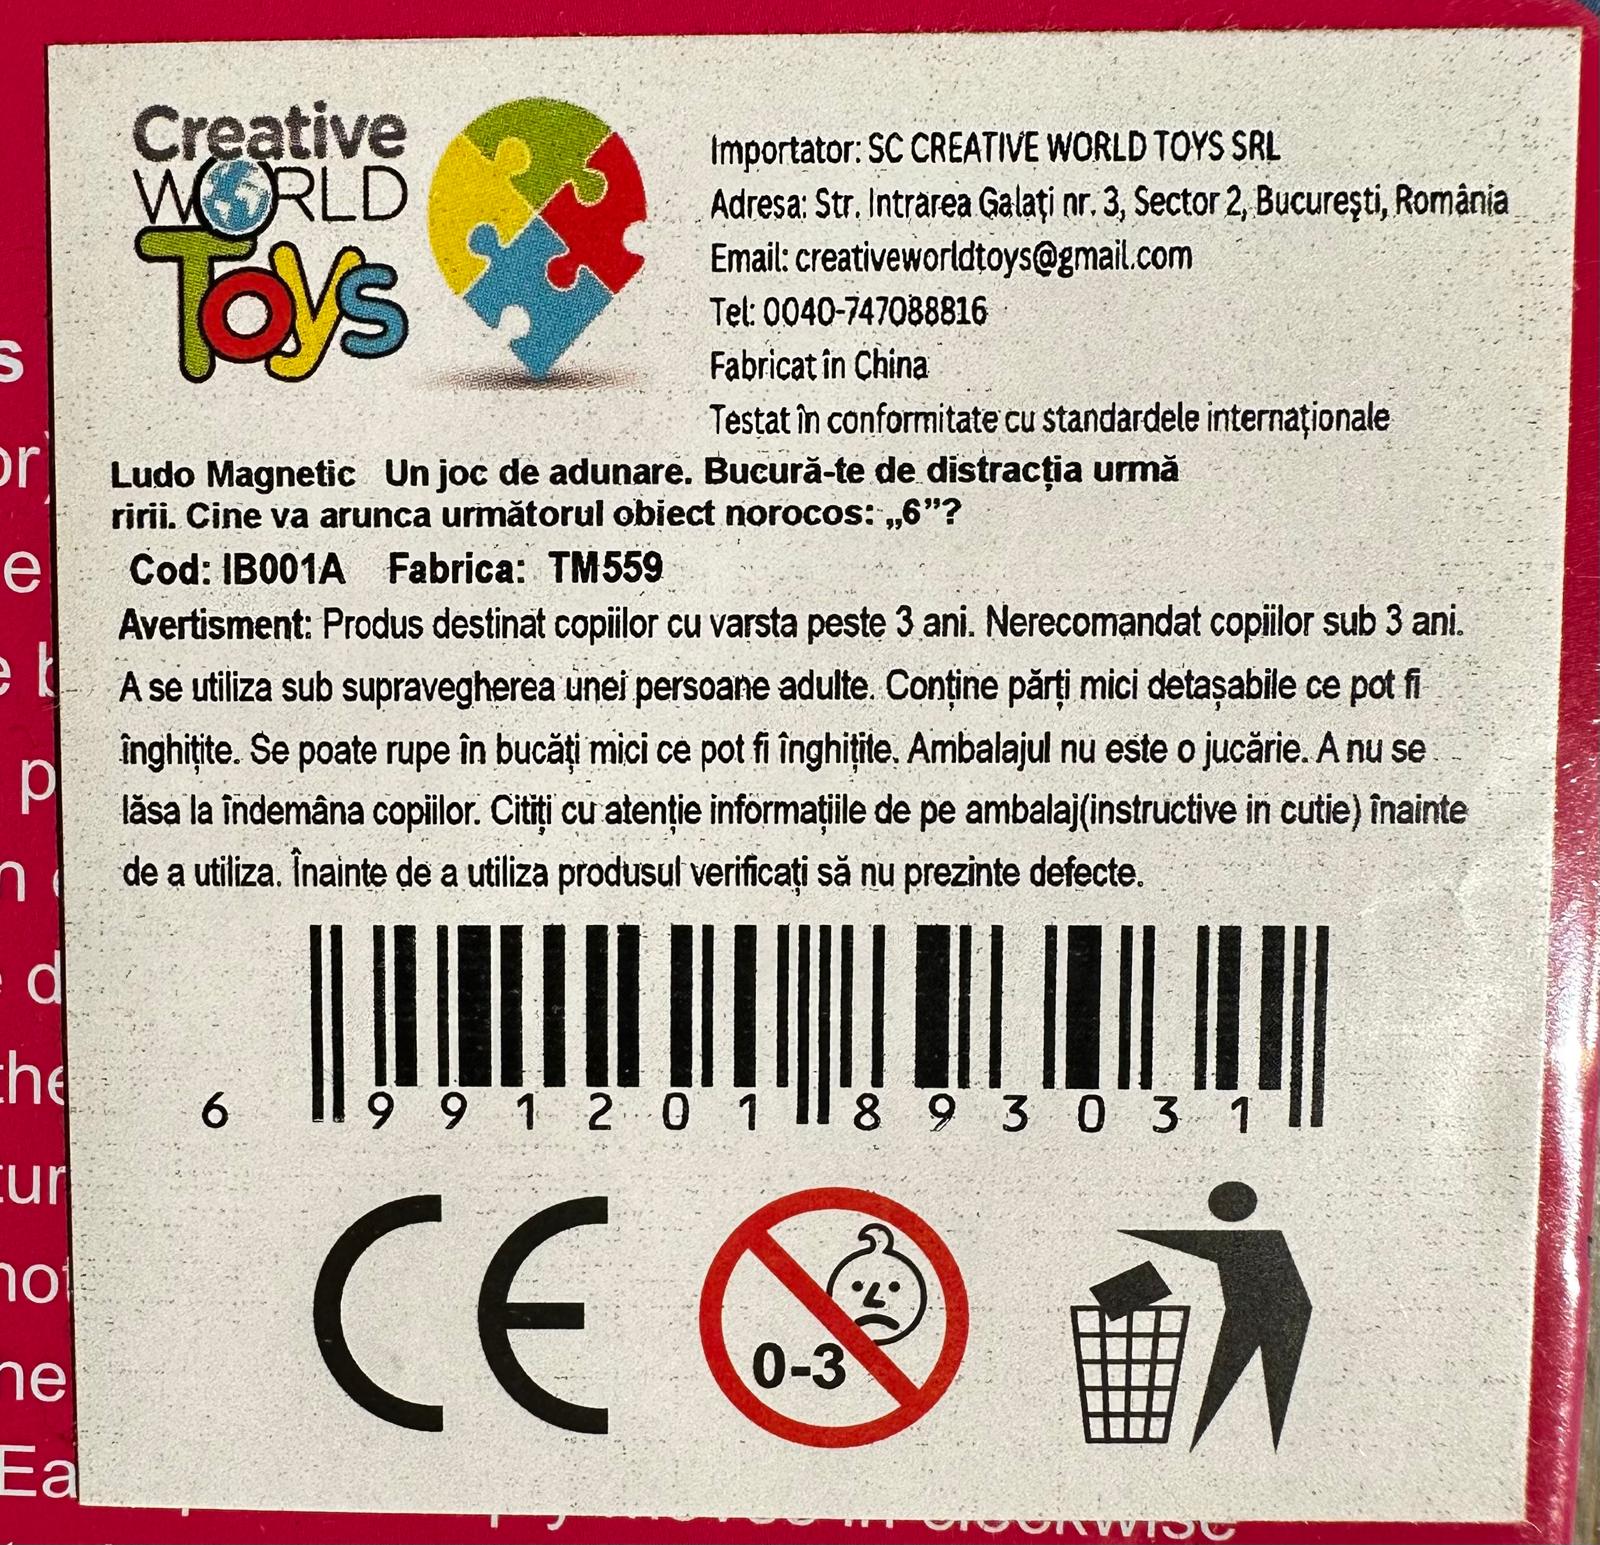 Creative
WORLD
Toys
Importator: SC CREATIVE WORLD TOYS SRL
Adresa: Str. Intrarea Galați nr. 3, Sector 2, București, România
Email: creativeworldtoys@gmail.com
Tel: 0040-747088816
Fabricat în China
Testat în conformitate cu standardele internaționale
Ludo Magnetic Un joc de adunare. Bucură-te de distracția urmă
ririi. Cine va arunca următorul obiect norocos: „6”?
Cod: IB001A Fabrica: TM559
Avertisment: Produs destinat copiilor cu varsta peste 3 ani. Nerecomandat copiilor sub 3 ani.
A se utiliza sub supravegherea unei persoane adulte. Conține părți mici detașabile ce pot fi
înghițite. Se poate rupe în bucăți mici ce pot fi înghițite. Ambalajul nu este o jucărie. A nu se
lăsa la îndemâna copiilor. Citiți cu atenție informațiile de pe ambalaj(instructive in cutie) înainte
de a utiliza. Înainte de a utiliza produsul verificați să nu prezinte defecte.
6 991201 893031
CE
0-3